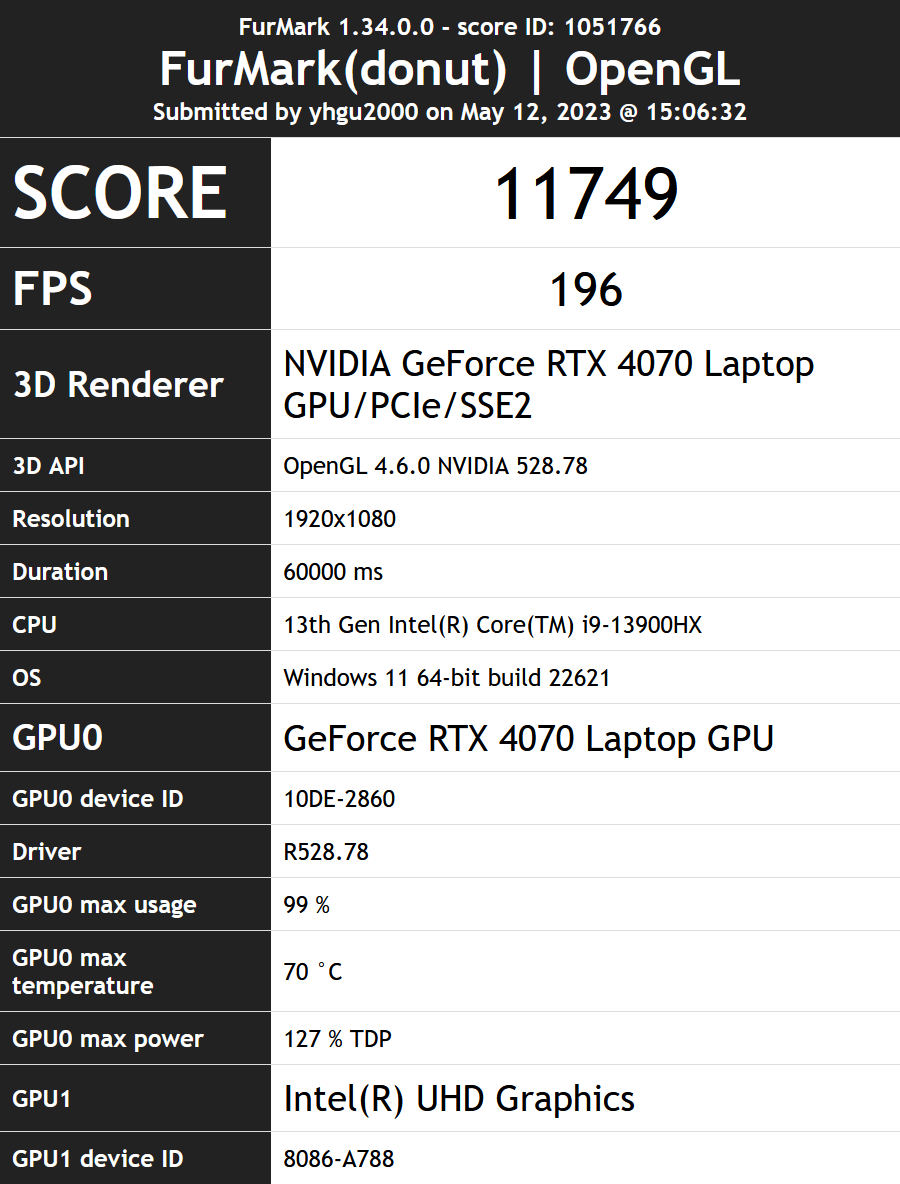 FurMark 1.34.0.0 - score ID: 1051766
FurMark(donut) | OpenGL
Submitted by yhgu2000 on May 12, 2023 @ 15:06:32
SCORE 11749
FPS 196
3D Renderer NVIDIA GeForce RTX 4070 Laptop
GPU/PCIe/SSE2
3D API OpenGL 4.6.0 NVIDIA 528.78
Resolution 1920x1080
Duration 60000 ms
CPU 13th Gen Intel(R) Core(TM) i9-13900HX
OS Windows 11 64-bit build 22621
GPU0 GeForce RTX 4070 Laptop GPU
GPU0 device ID 10DE-2860
Driver R528.78
GPU0 max usage 99 %
GPU0 max
temperature 70 °C
GPU0 max power 127 % TDP
GPU1 Intel(R) UHD Graphics
GPU1 device ID 8086-A788